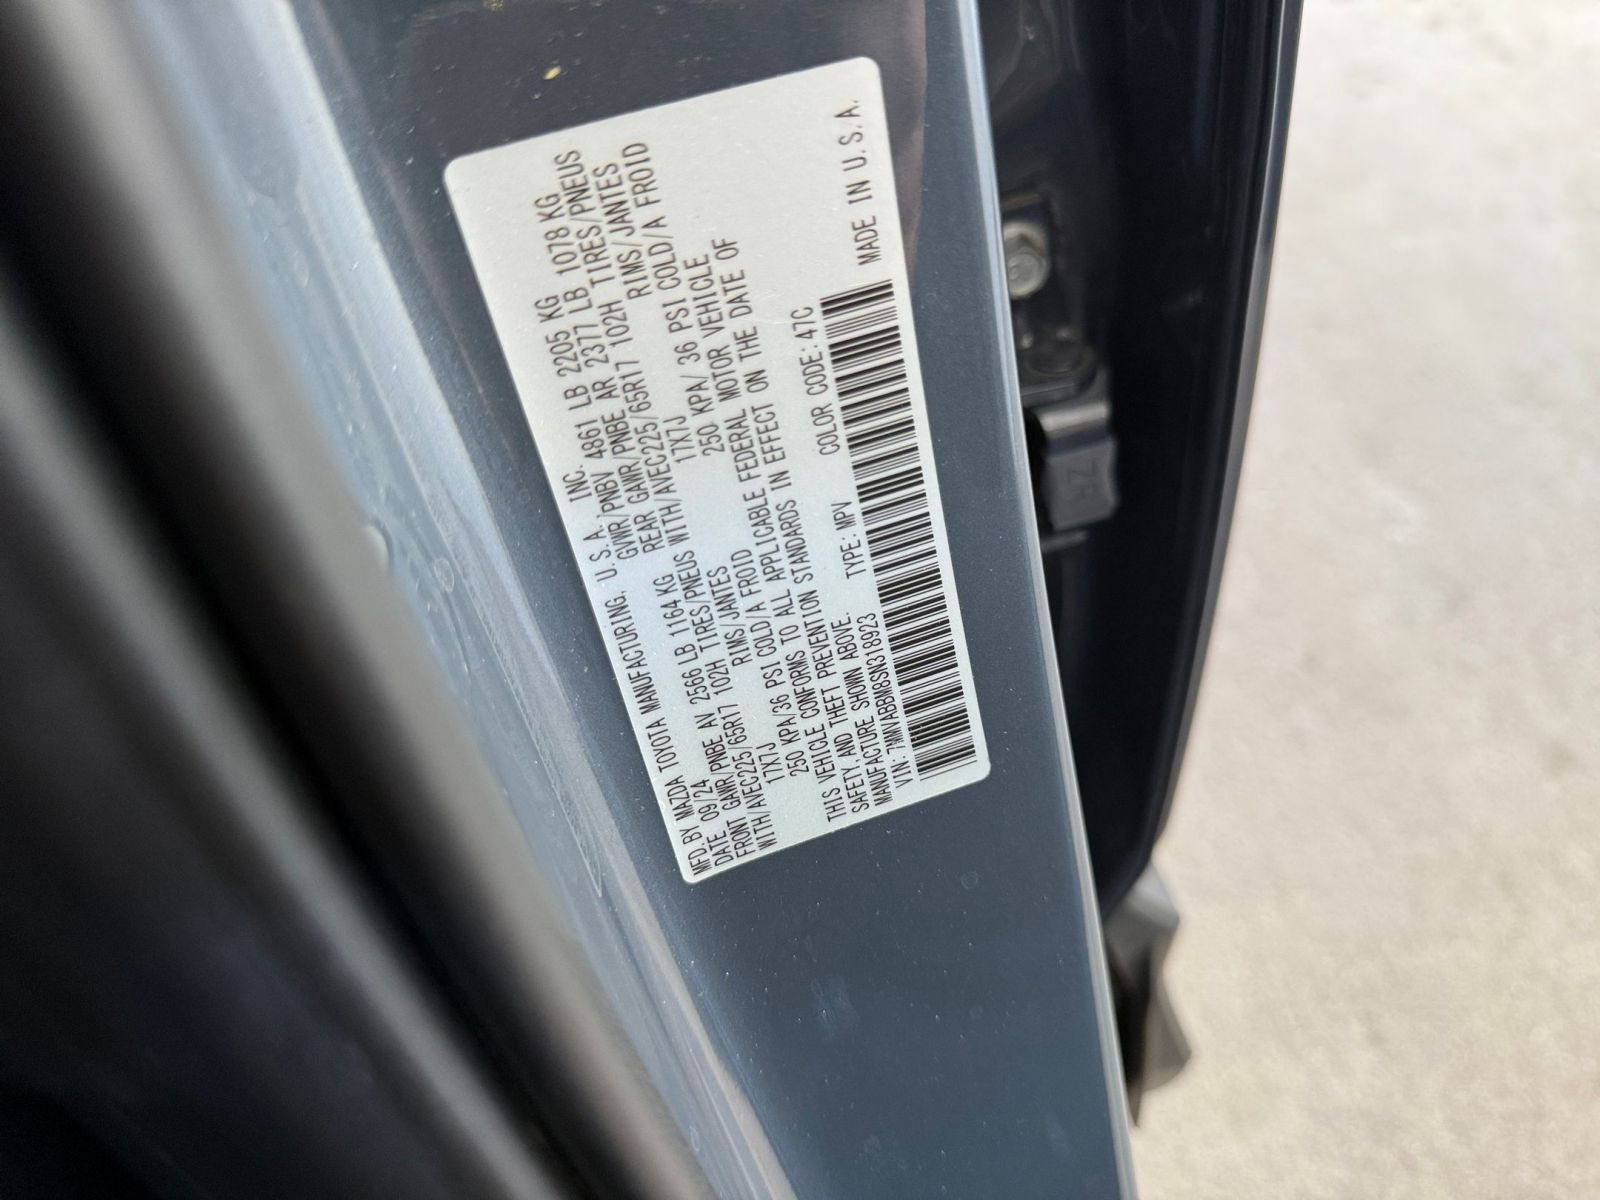 MFD. BY MAZDA TOYOTA MANUFACTURING, U.S.A. INC.
DATE 09/24 GVWR/PNBV 4861 LB 2205 KG
FRONT GAWR/PNBE AV 2566 LB 1164 KG REAR GAWR/PNBE AR 2377 LB 1078 KG
WITH/AVEC225/65R17 102H TIRES/PNEUS WITH/AVEC225/65R17 102H TIRES/PNEUS
17X7J RIMS/JANTES 17X7J RIMS/JANTES
250 KPA/36 PSI COLD/A FROID 250 KPA/ 36 PSI COLD/A FROID
THIS VEHICLE CONFORMS TO ALL APPLICABLE FEDERAL MOTOR VEHICLE
SAFETY,AND THEFT PREVENTION STANDARDS IN EFFECT ON THE DATE OF
MANUFACTURE SHOWN ABOVE.
VIN: 7MMVABBM8SN318923 TYPE: MPV COLOR CODE: 47C
MADE IN U.S.A.